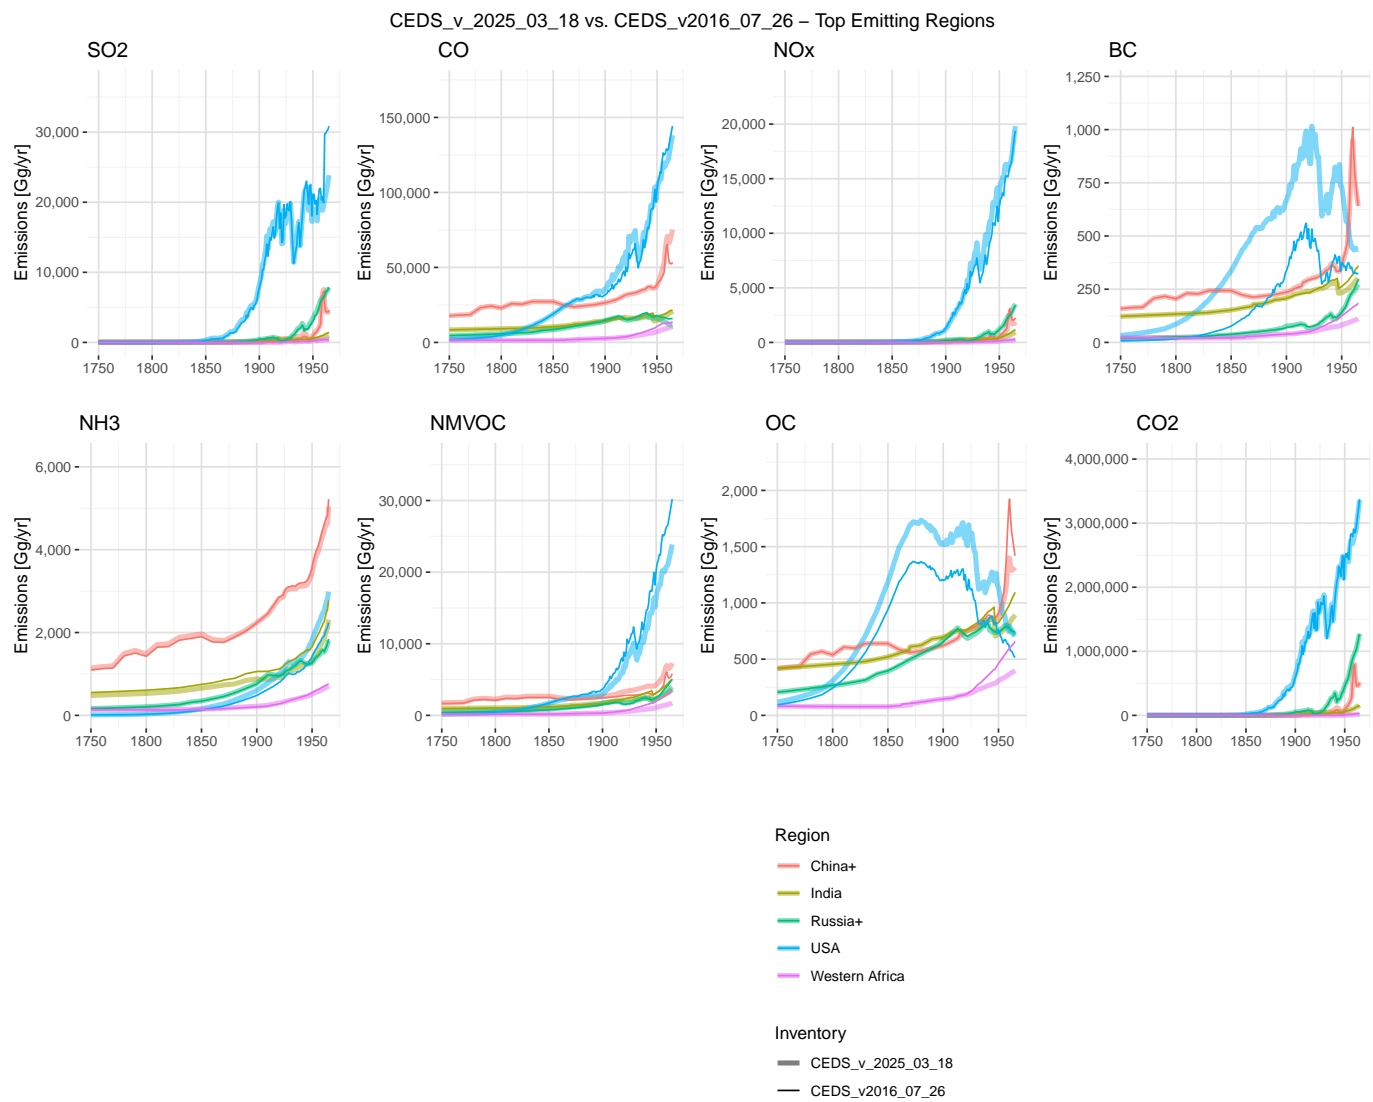 CEDS_v_2025_03_18 vs. CEDS_v2016_07_26 – Top Emitting Regions
SO2
Emissions [Gg/yr]
30,000
20,000
10,000
0
1750 1800 1850 1900 1950
CO
Emissions [Gg/yr]
150,000
100,000
50,000
0
1750 1800 1850 1900 1950
NOx
Emissions [Gg/yr]
20,000
15,000
10,000
5,000
0
1750 1800 1850 1900 1950
BC
Emissions [Gg/yr]
1,250
1,000
750
500
250
0
1750 1800 1850 1900 1950
NH3
Emissions [Gg/yr]
6,000
4,000
2,000
0
1750 1800 1850 1900 1950
NMVOC
Emissions [Gg/yr]
30,000
20,000
10,000
0
1750 1800 1850 1900 1950
OC
Emissions [Gg/yr]
2,000
1,500
1,000
500
0
1750 1800 1850 1900 1950
CO2
Emissions [Gg/yr]
4,000,000
3,000,000
2,000,000
1,000,000
0
1750 1800 1850 1900 1950
Region
China+
India
Russia+
USA
Western Africa
Inventory
CEDS_v_2025_03_18
CEDS_v2016_07_26